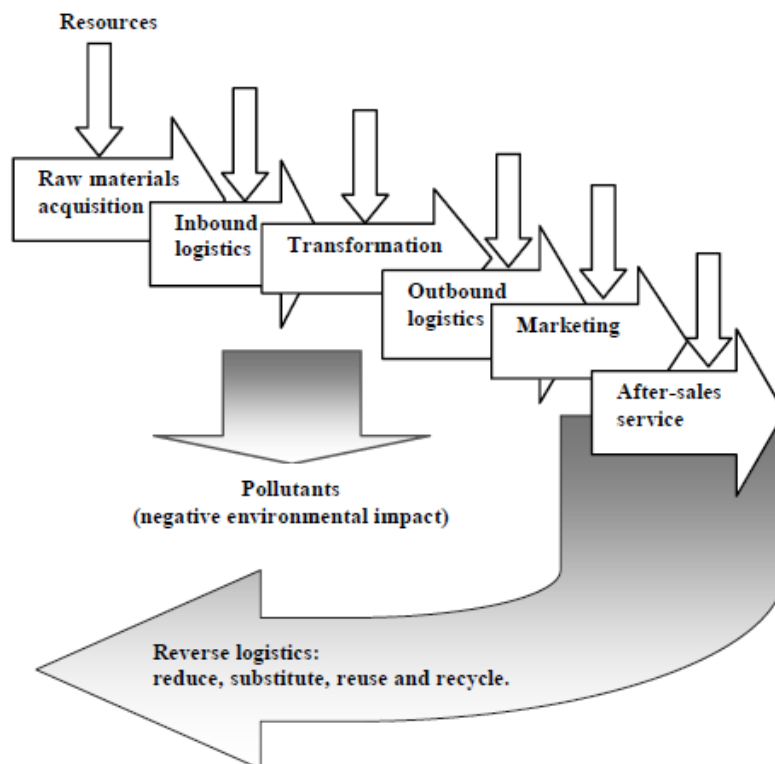 Resources
Raw materials
acquisition
Inbound
logistics
Transformation
Outbound
logistics
Marketing
After-sales
service
Pollutants
(negative environmental impact)
Reverse logistics:
reduce, substitute, reuse and recycle.